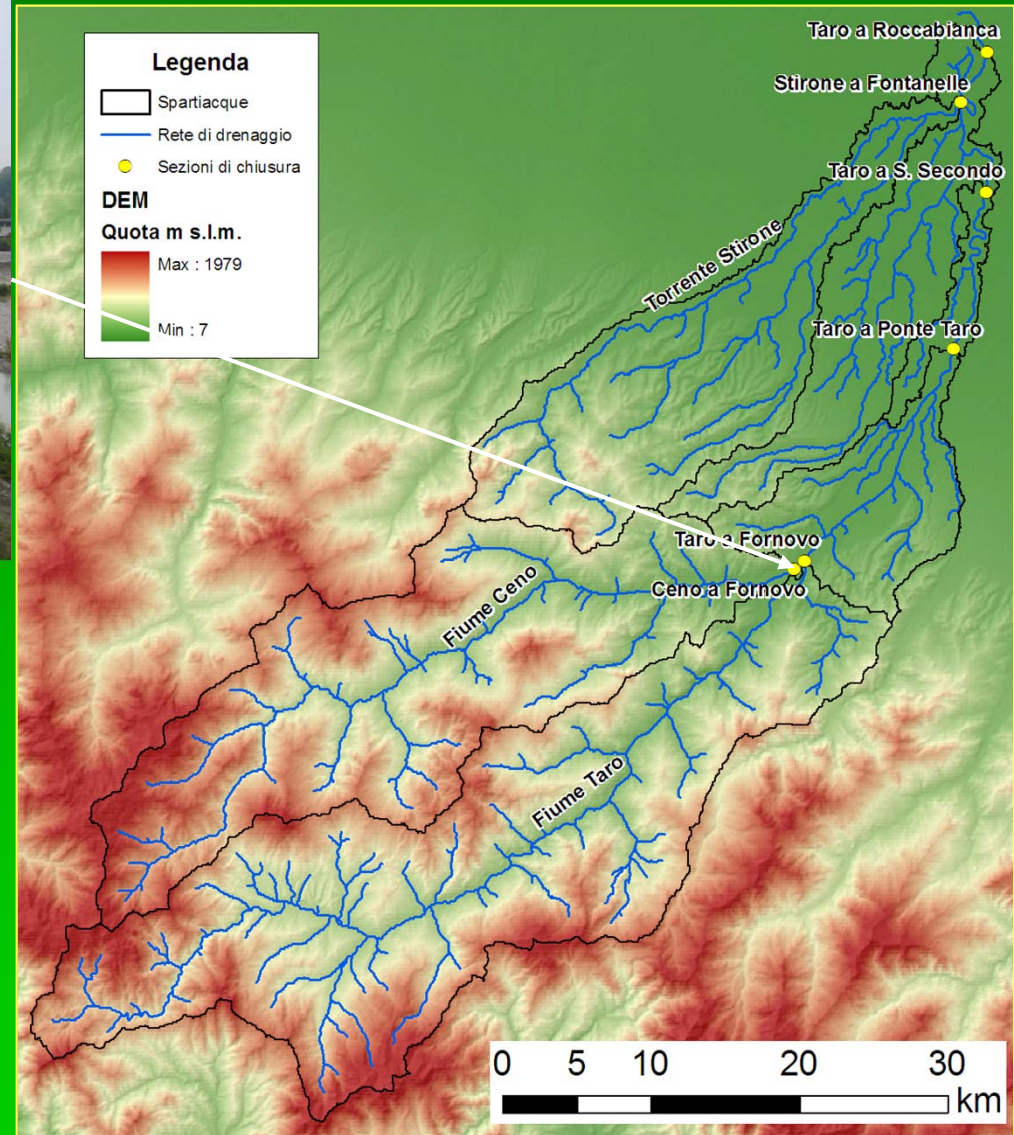 Legenda
Spartiacque
Rete di drenaggio
Sezioni di chiusura
DEM
Quota m s.l.m.
Max : 1979
Min : 7
Taro a Roccabianca
Stirone a Fontanelle
Taro a S. Secondo
Torrente Stirone
Taro a Ponte Taro
Taro a Fornovo
Ceno a Fornovo
Fiume Ceno
Fiume Taro
0 5 10 20 30
km